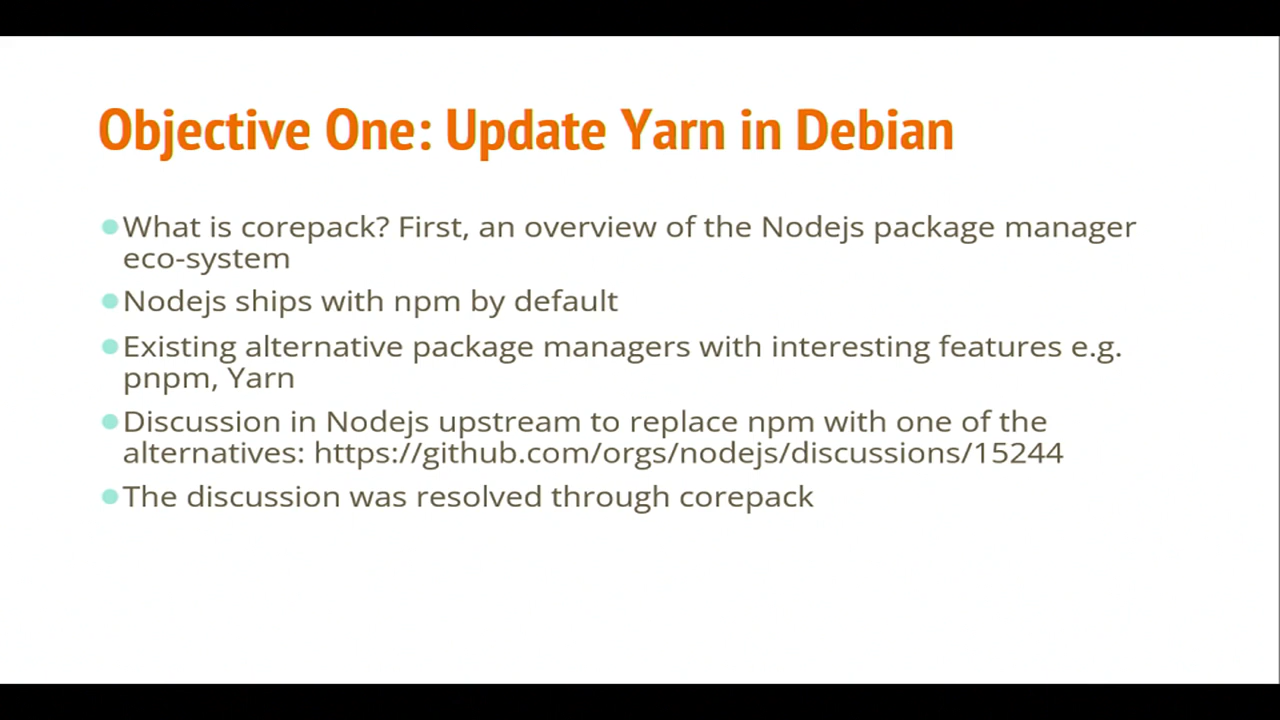 Objective One: Update Yarn in Debian
What is corepack? First, an overview of the Nodejs package manager
eco-system
Nodejs ships with npm by default
Existing alternative package managers with interesting features e.g.
pnpm, Yarn
Discussion in Nodejs upstream to replace npm with one of the
alternatives: https://github.com/orgs/nodejs/discussions/15244
The discussion was resolved through corepack